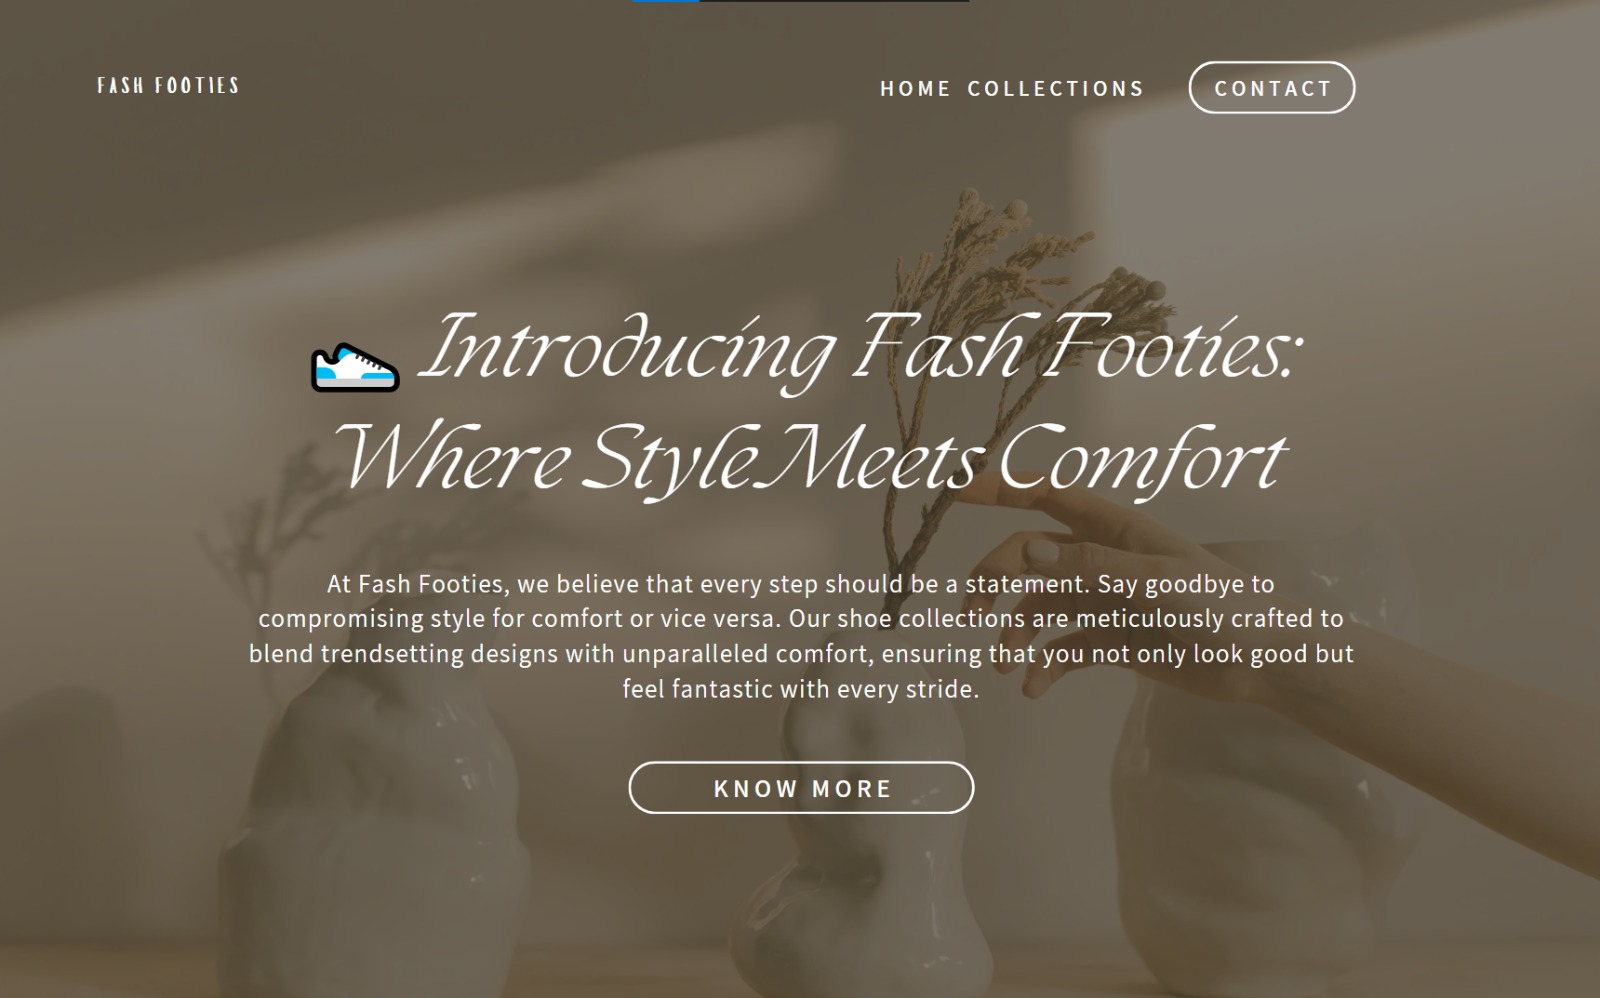 FASH FOOTIES
HOME COLLECTIONS CONTACT
Introducing Fash Footies:
Where Style Meets Comfort
At Fash Footies, we believe that every step should be a statement. Say goodbye to
compromising style for comfort or vice versa. Our shoe collections are meticulously crafted to
blend trendsetting designs with unparalleled comfort, ensuring that you not only look good but
feel fantastic with every stride.
KNOW MORE